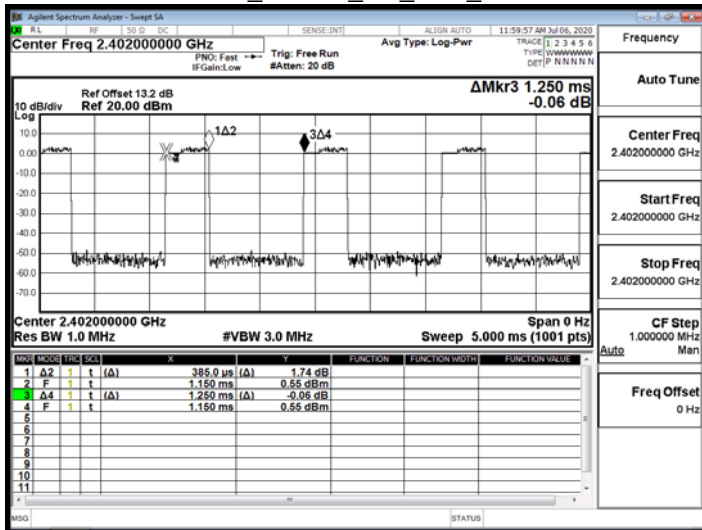 Agilent Spectrum Analyzer - Swept SA
RL RF 50 Ω DC SENSE:INT ALIGN AUTO 11:59:57 AM Jul 06, 2020
Center Freq 2.402000000 GHz
PNO: Fast
IFGain:Low
Trig: Free Run
#Atten: 20 dB
Avg Type: Log-Pwr
TRACE 1 2 3 4 5 6
TYPE WWWWWW
DET P N N N N N
Frequency
Auto Tune
Center Freq
2.402000000 GHz
Start Freq
2.402000000 GHz
Stop Freq
2.402000000 GHz
CF Step
1.000000 MHz
Auto Man
Freq Offset
0 Hz
ΔMkr3 1.250 ms
-0.06 dB
Ref Offset 13.2 dB
Ref 20.00 dBm
10 dB/div
Log
10.0
0.00
-10.0
-20.0
-30.0
-40.0
-50.0
-60.0
-70.0
1Δ2
3Δ4
Center 2.402000000 GHz Span 0 Hz
Res BW 1.0 MHz #VBW 3.0 MHz Sweep 5.000 ms (1001 pts)
MKR MODE TRC SCL X Y FUNCTION FUNCTION WIDTH FUNCTION VALUE
1 Δ2 1 t (Δ) 385.0 µs (Δ) 1.74 dB
2 F 1 t 1.150 ms 0.55 dBm
3 Δ4 1 t (Δ) 1.250 ms (Δ) -0.06 dB
4 F 1 t 1.150 ms 0.55 dBm
5
6
7
8
9
10
11
MSG STATUS